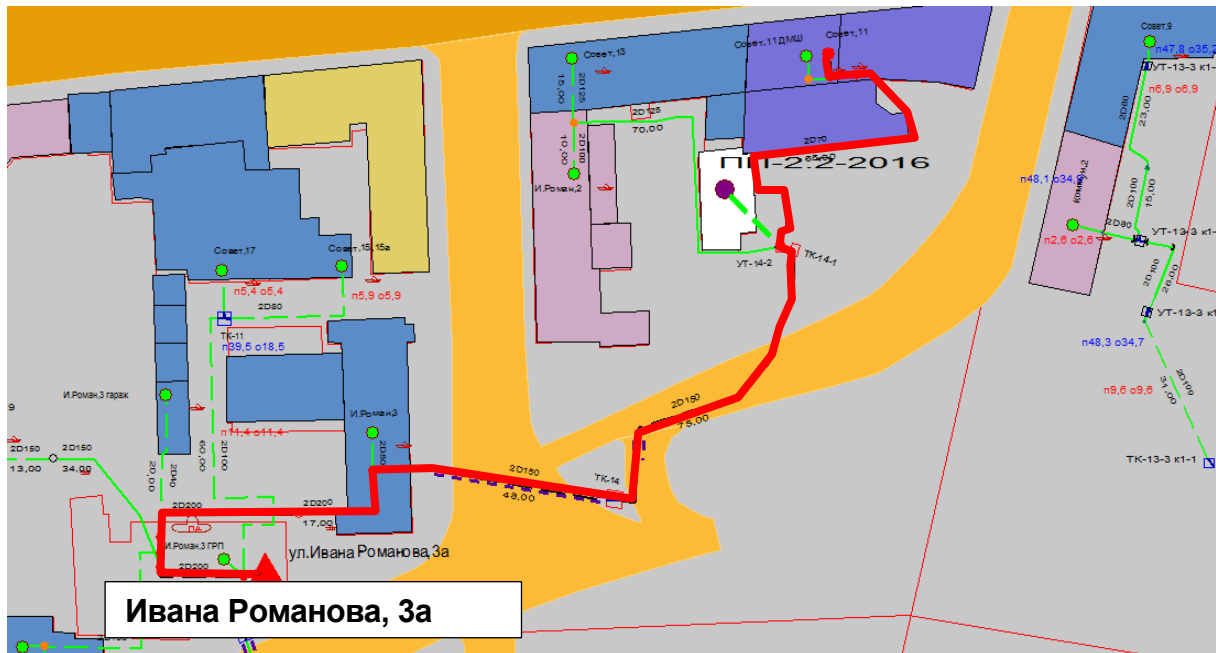 Совет,9
п47,8 о35,2
УТ-13-3 к1-
п6,9 о6,9
2D80
23,00
Совет,13
Совет,11 ДМШ
Совет, 11
2D125
15,00
2D125
70,00
2D100
10,00
И.Роман,2
2D70
65,00
ПП-2.2-2016
п48,1 о34,9
Коммун,2
2D100
15,00
2D80
п2,6 о2,6
УТ-13-3 к1-
УТ-14-2
ТК-14-1
2D100
26,00
Совет,17
Совет,15,15а
п5,4 о5,4
п5,9 о5,9
2D80
ТК-11
п39,5 о18,5
УТ-13-3 к1
п48,3 о34,7
2D100
31,00
п9,6 о9,6
И.Роман,3 гараж
И.Роман,3
2D150
75,00
9
п11,4 о11,4
2D150
13,00
2D150
34,00
2D40
20,00
2D100
60,00
2D80
2D150
48,00
ТК-14
ТК-13-3 к1-1
2D200
2D200
17,00
ПА
И.Роман,3 ГРП
ул.Ивана Романова,3а
2D200
Ивана Романова, 3а